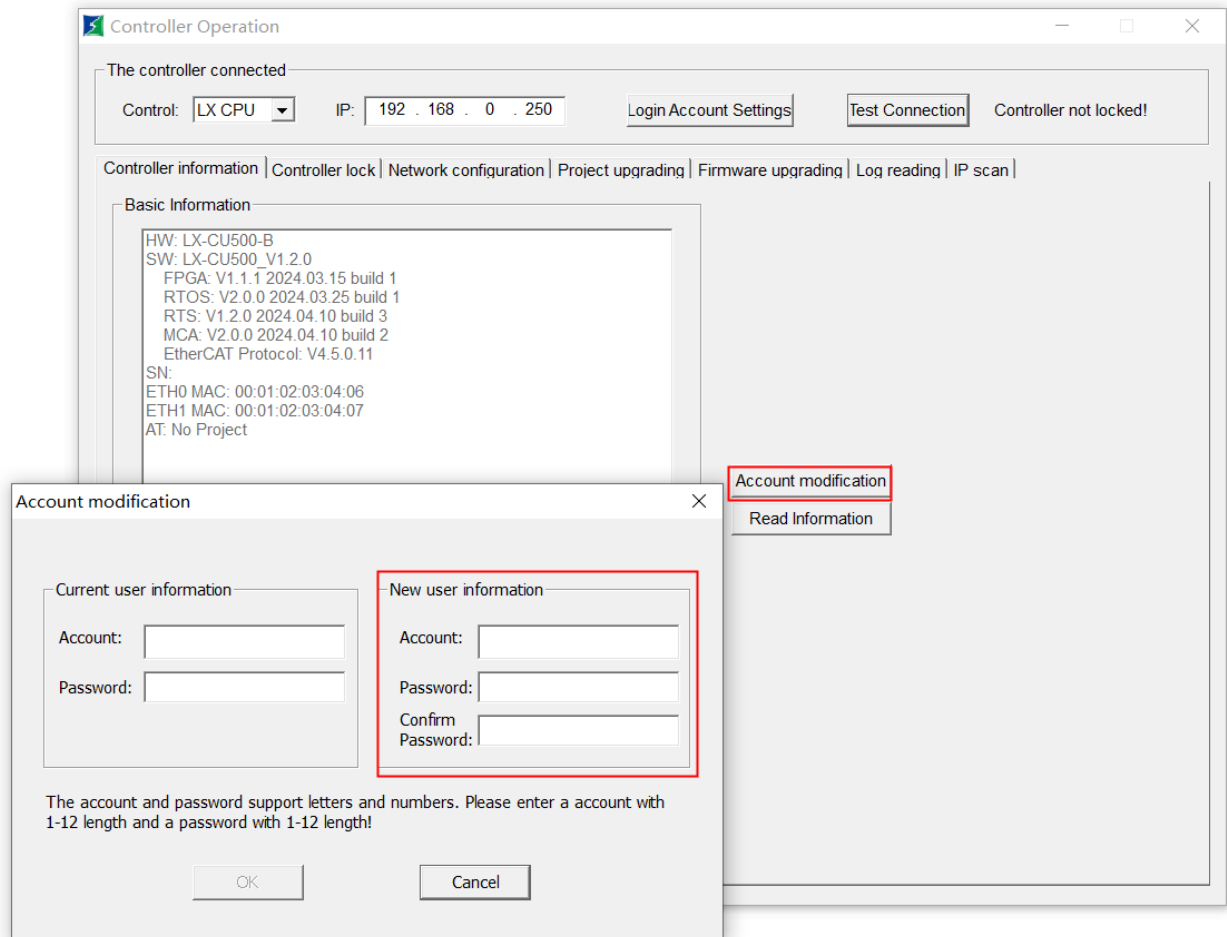 Controller Operation
The controller connected
Control: LX CPU IP: 192 . 168 . 0 . 250 Login Account Settings Test Connection Controller not locked!
Controller information Controller lock Network configuration Project upgrading Firmware upgrading Log reading IP scan
Basic Information
HW: LX-CU500-B
SW: LX-CU500_V1.2.0
FPGA: V1.1.1 2024.03.15 build 1
RTOS: V2.0.0 2024.03.25 build 1
RTS: V1.2.0 2024.04.10 build 3
MCA: V2.0.0 2024.04.10 build 2
EtherCAT Protocol: V4.5.0.11
SN:
ETH0 MAC: 00:01:02:03:04:06
ETH1 MAC: 00:01:02:03:04:07
AT: No Project
Account modification
Read Information
Account modification
Current user information
Account:
Password:
New user information
Account:
Password:
Confirm
Password:
The account and password support letters and numbers. Please enter a account with
1-12 length and a password with 1-12 length!
OK Cancel